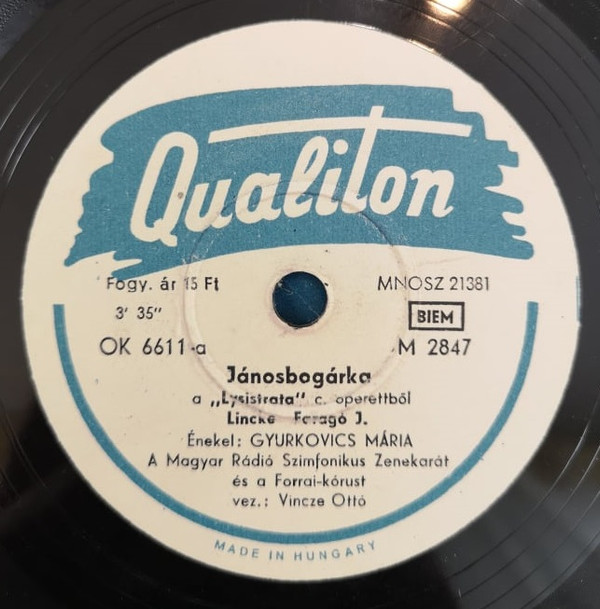 Qualiton
Fogy. ár 15 Ft
MNOSZ 21381
3' 35"
BIEM
OK 6611-a
M 2847
Jánosbogárka
a „Lysistrata" c. operettből
Lincke Faragó J.
Énekel: GYURKOVICS MÁRIA
A Magyar Rádió Szimfonikus Zenekarát
és a Forrai-kórust
vez.: Vincze Ottó
MADE IN HUNGARY